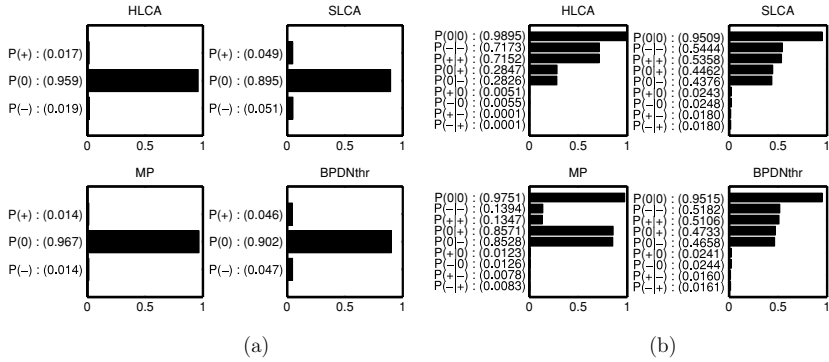 HLCA
P(+) : (0.017)
P(0) : (0.959)
P(−) : (0.019)
0 0.5 1
SLCA
P(+) : (0.049)
P(0) : (0.895)
P(−) : (0.051)
0 0.5 1
MP
P(+) : (0.014)
P(0) : (0.967)
P(−) : (0.014)
0 0.5 1
BPDNthr
P(+) : (0.046)
P(0) : (0.902)
P(−) : (0.047)
0 0.5 1
(a)
HLCA
P(0|0) : (0.9895)
P(−|−) : (0.7173)
P(+|+) : (0.7152)
P(0|+) : (0.2847)
P(0|−) : (0.2826)
P(+|0) : (0.0051)
P(−|0) : (0.0055)
P(+|−) : (0.0001)
P(−|+) : (0.0001)
0 0.5 1
SLCA
P(0|0) : (0.9509)
P(−|−) : (0.5444)
P(+|+) : (0.5358)
P(0|+) : (0.4462)
P(0|−) : (0.4376)
P(+|0) : (0.0243)
P(−|0) : (0.0248)
P(+|−) : (0.0180)
P(−|+) : (0.0180)
0 0.5 1
MP
P(0|0) : (0.9751)
P(−|−) : (0.1394)
P(+|+) : (0.1347)
P(0|+) : (0.8571)
P(0|−) : (0.8528)
P(+|0) : (0.0123)
P(−|0) : (0.0126)
P(+|−) : (0.0078)
P(−|+) : (0.0083)
0 0.5 1
BPDNthr
P(0|0) : (0.9515)
P(−|−) : (0.5182)
P(+|+) : (0.5106)
P(0|+) : (0.4733)
P(0|−) : (0.4658)
P(+|0) : (0.0241)
P(−|0) : (0.0244)
P(+|−) : (0.0160)
P(−|+) : (0.0161)
0 0.5 1
(b)